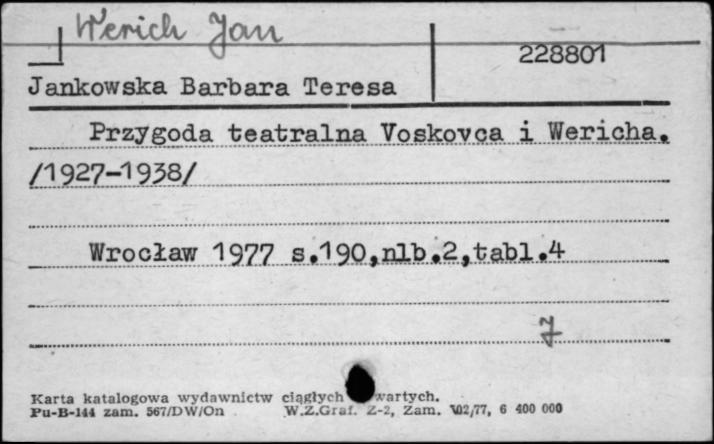 Werich Jan
228801
Jankowska Barbara Teresa
Przygoda teatralna Voskovca i Wericha.
/1927-1938/
Wrocław 1977 s.190,nlb.2,tabl.4
Karta katalogowa wydawnictw ciągłych wartych.
Pu-B-144 zam. 567/DW/On W.Z.Graf. Z-2, Zam. 102/77, 6 400 000